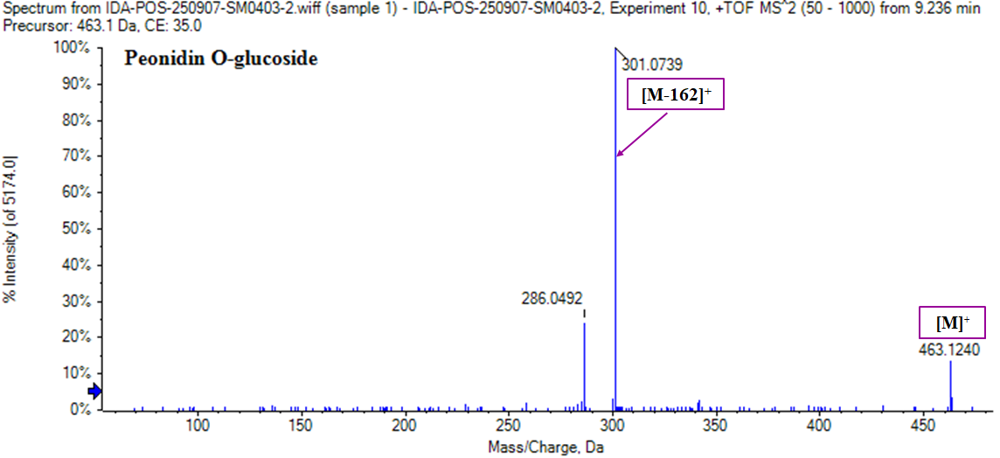 Spectrum from IDA-POS-250907-SM0403-2.wiff (sample 1) - IDA-POS-250907-SM0403-2, Experiment 10, +TOF MS^2 (50 - 1000) from 9.236 min
Precursor: 463.1 Da, CE: 35.0
Peonidin O-glucoside
100%
90%
80%
70%
60%
50%
40%
30%
20%
10%
0%
% Intensity (of 5174.0)
301.0739
[M-162]+
286.0492
[M]+
463.1240
100 150 200 250 300 350 400 450
Mass/Charge, Da